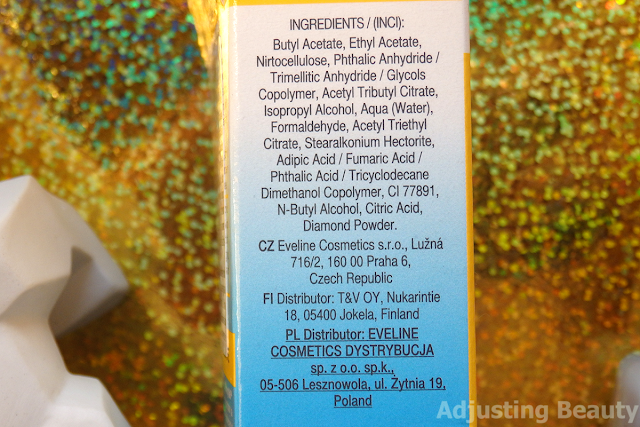 INGREDIENTS / (INCI):
Butyl Acetate, Ethyl Acetate,
Nirtocellulose, Phthalic Anhydride /
Trimellitic Anhydride / Glycols
Copolymer, Acetyl Tributyl Citrate,
Isopropyl Alcohol, Aqua (Water),
Formaldehyde, Acetyl Triethyl
Citrate, Stearalkonium Hectorite,
Adipic Acid / Fumaric Acid /
Phthalic Acid / Tricyclodecane
Dimethanol Copolymer, CI 77891,
N-Butyl Alcohol, Citric Acid,
Diamond Powder.
CZ Eveline Cosmetics s.r.o., Lužná
716/2, 160 00 Praha 6,
Czech Republic
FI Distributor: T&V OY, Nukarintie
18, 05400 Jokela, Finland
PL Distributor: EVELINE
COSMETICS DYSTRYBUCJA
sp. z o.o. sp.k.,
05-506 Lesznowola, ul. Żytnia 19,
Poland
Adjusting Beauty